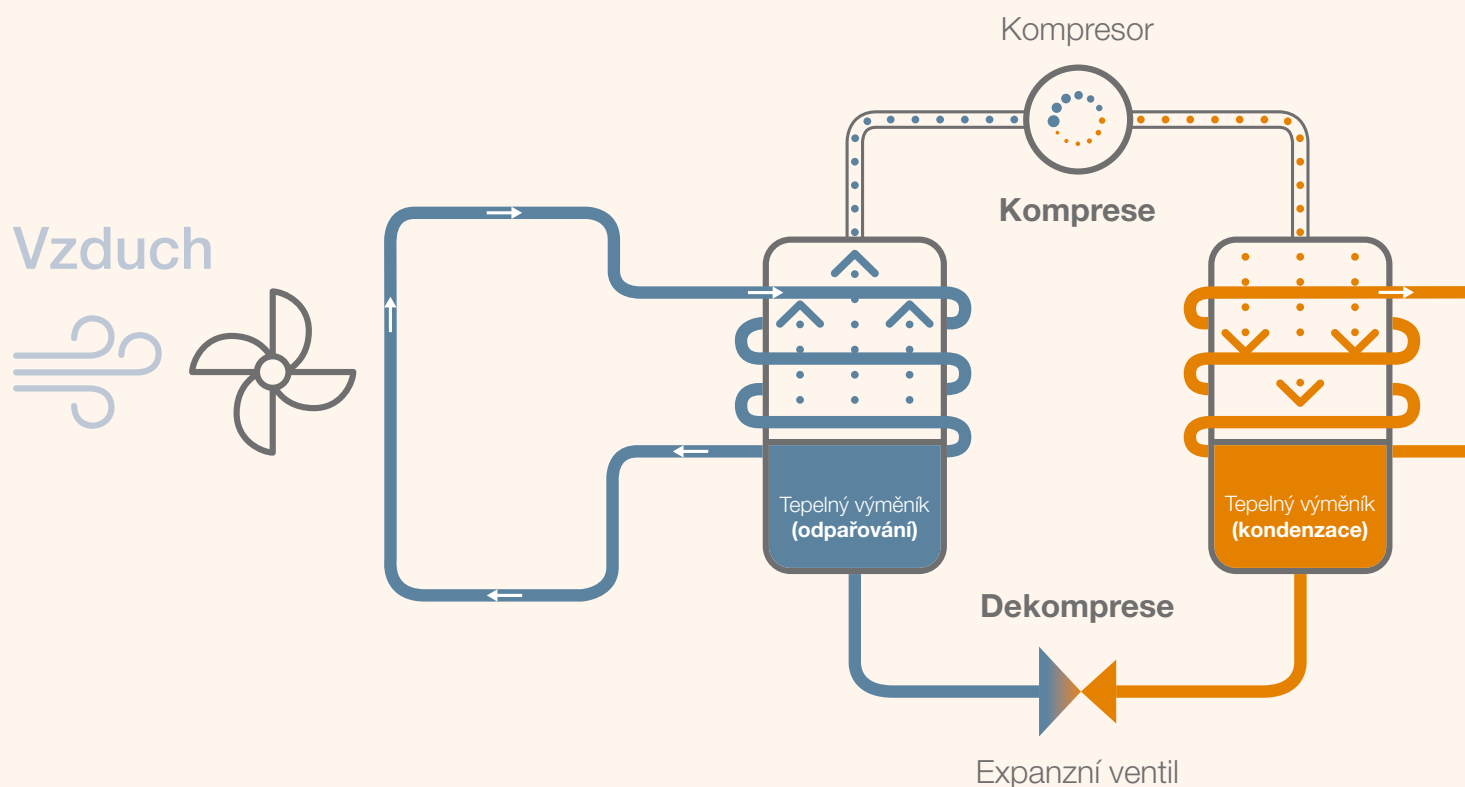 Kompresor
Komprese
Vzduch
Tepelný výměník
(odpařování)
Tepelný výměník
(kondenzace)
Dekomprese
Expanzní ventil